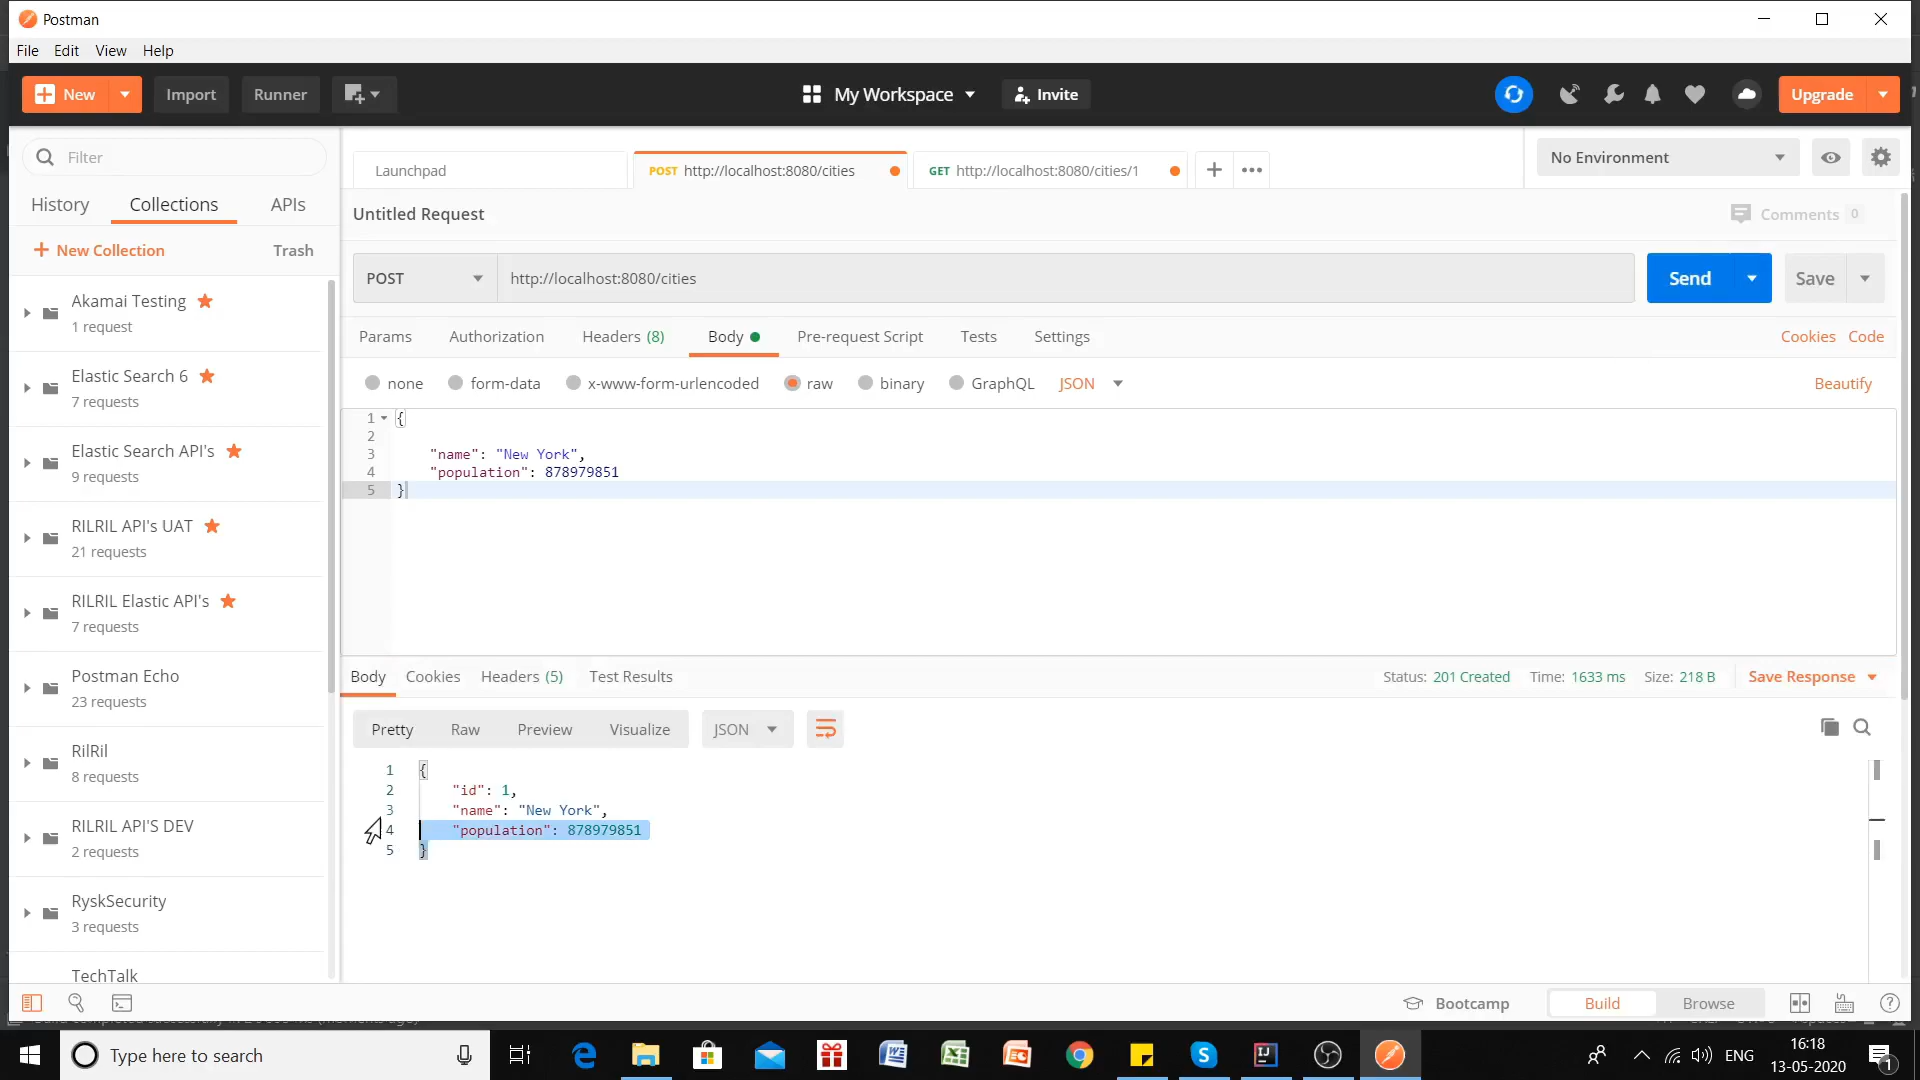 Postman
File Edit View Help
New Import Runner My Workspace Invite Upgrade
Filter
History Collections APIs
New Collection Trash
Akamai Testing
1 request
Elastic Search 6
7 requests
Elastic Search API's
9 requests
RILRIL API's UAT
21 requests
RILRIL Elastic API's
7 requests
Postman Echo
23 requests
RilRil
8 requests
RILRIL API'S DEV
2 requests
RyskSecurity
3 requests
TechTalk
Launchpad POST http://localhost:8080/cities GET http://localhost:8080/cities/1 No Environment
Untitled Request Comments 0
POST http://localhost:8080/cities Send Save
Params Authorization Headers (8) Body Pre-request Script Tests Settings Cookies Code
none form-data x-www-form-urlencoded raw binary GraphQL JSON Beautify
1 {
2
3 "name": "New York",
4 "population": 878979851
5 }
Body Cookies Headers (5) Test Results Status: 201 Created Time: 1633 ms Size: 218 B Save Response
Pretty Raw Preview Visualize JSON
1 {
2 "id": 1,
3 "name": "New York",
4 "population": 878979851
5 }
Bootcamp Build Browse
Type here to search ENG 16:18
13-05-2020 1